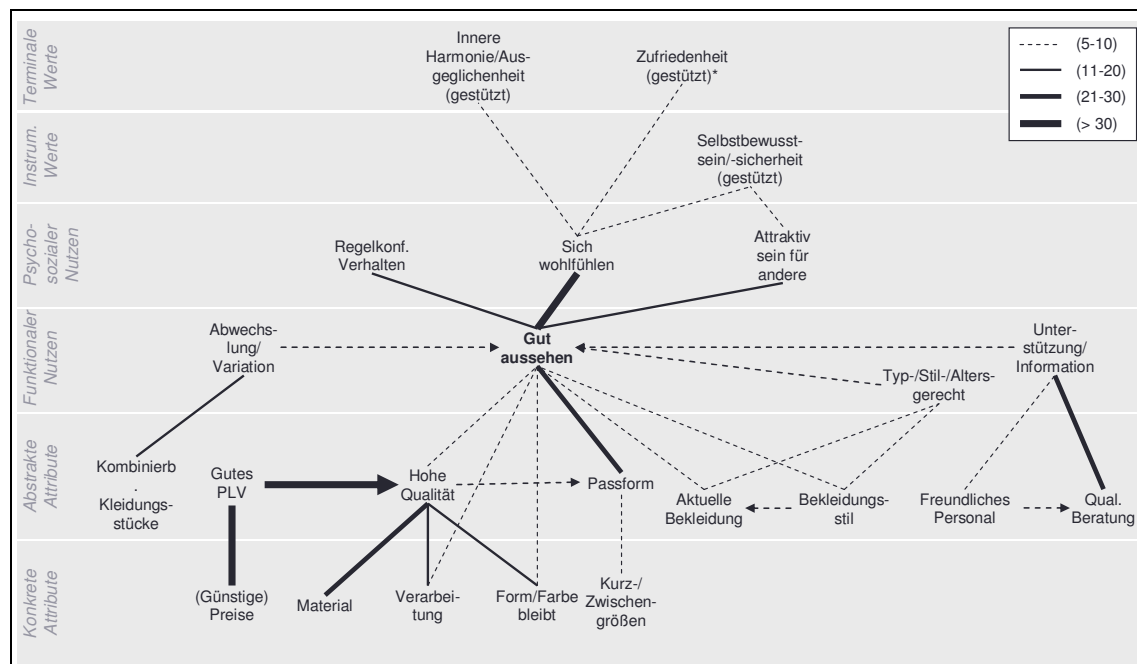 Terminale
Werte
Innere
Harmonie/Aus-
geglichenheit
(gestützt)
Zufriedenheit
(gestützt)*
(5-10)
(11-20)
(21-30)
(> 30)
Instrum.
Werte
Selbstbewusst-
sein/-sicherheit
(gestützt)
Psycho-
sozialer
Nutzen
Regelkonf.
Verhalten
Sich
wohlfühlen
Attraktiv
sein für
andere
Funktionaler
Nutzen
Abwechs-
lung/
Variation
Gut
aussehen
Typ-/Stil-/Alters-
gerecht
Unter-
stützung/
Information
Abstrakte
Attribute
Kombinierb
.
Kleidungs-
stücke
Gutes
PLV
Hohe
Qualität
Passform
Aktuelle
Bekleidung
Bekleidungs-
stil
Freundliches
Personal
Qual.
Beratung
Konkrete
Attribute
(Günstige)
Preise
Material
Verarbei-
tung
Form/Farbe
bleibt
Kurz-/
Zwischen-
größen